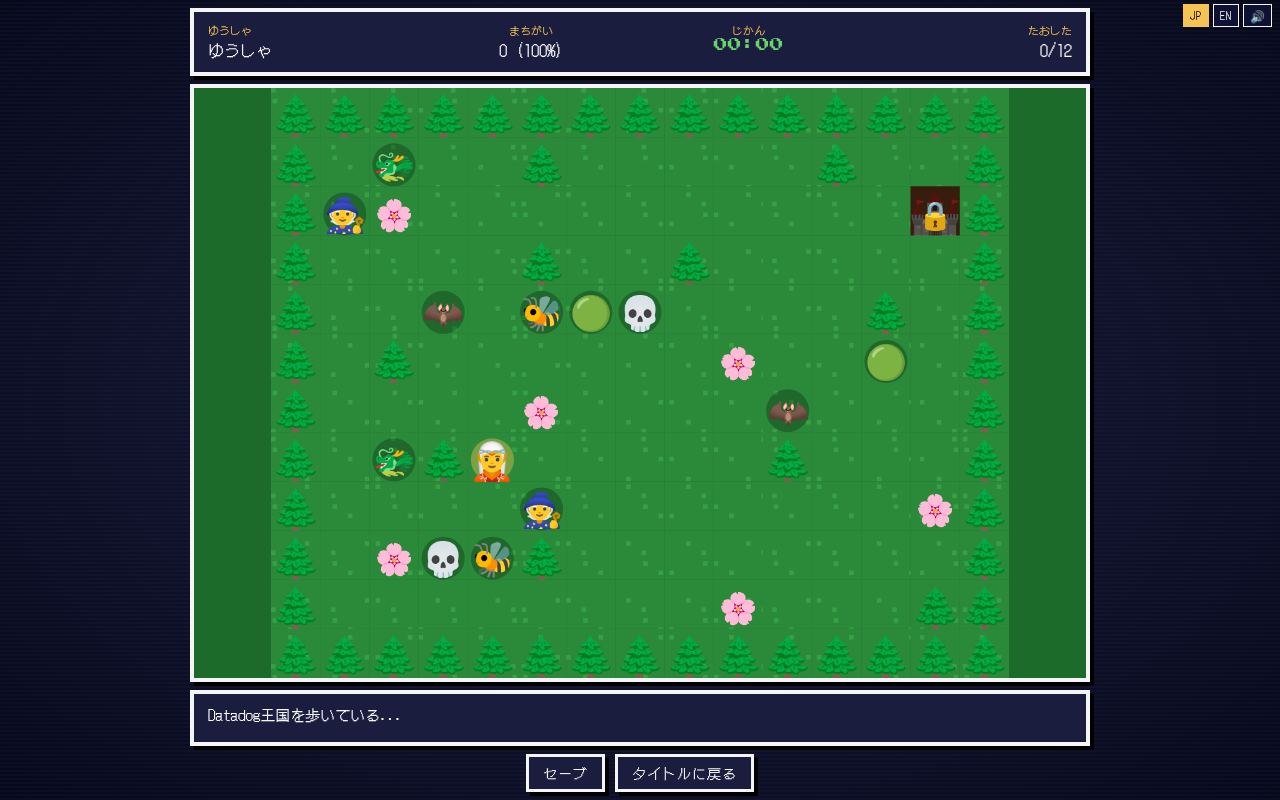 JP EN
ゆうしゃ まちがい じかん たおした
ゆうしゃ 0 (100%) 00:00 0/12
Datadog王国を歩いている...
セーブ タイトルに戻る